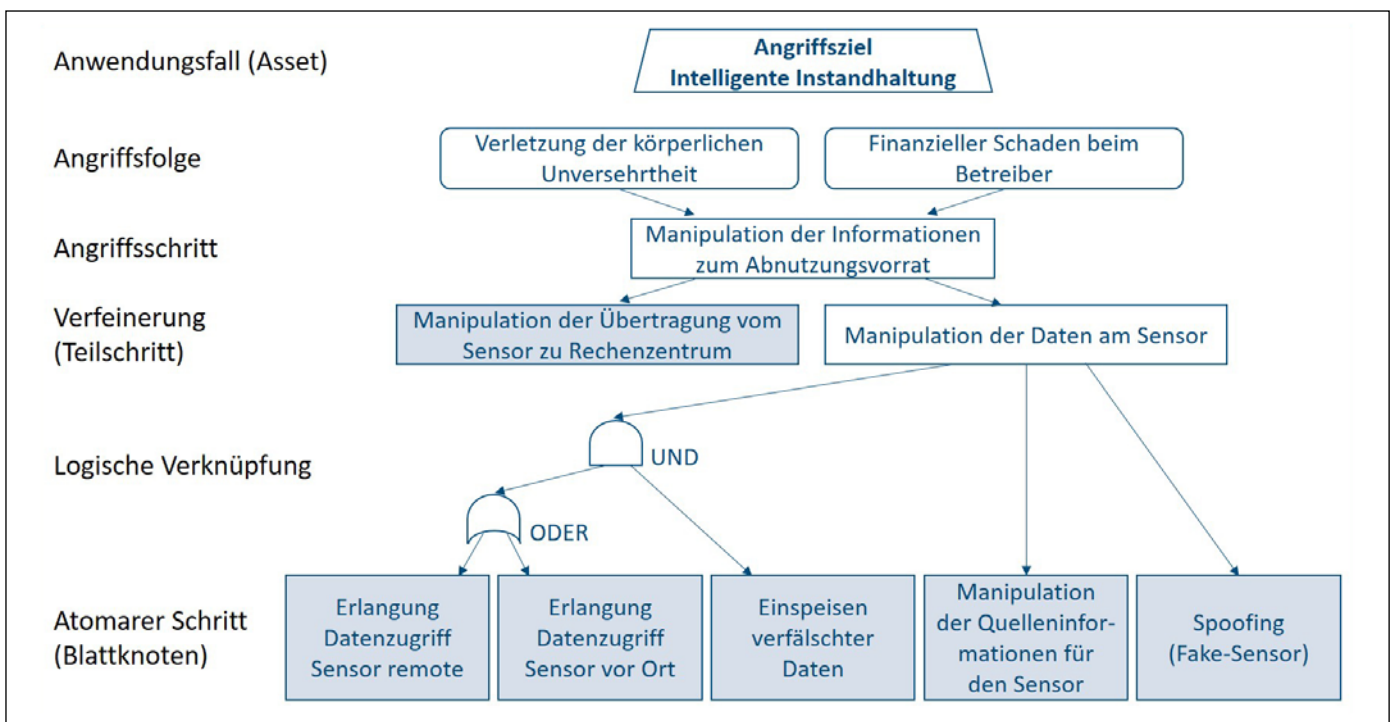 Anwendungsfall (Asset)
Angriffsziel
Intelligente Instandhaltung
Angriffsfolge
Verletzung der körperlichen
Unversehrtheit
Finanzieller Schaden beim
Betreiber
Angriffsschritt
Manipulation der Informationen
zum Abnutzungsvorrat
Verfeinerung
(Teilschritt)
Manipulation der Übertragung vom
Sensor zu Rechenzentrum
Manipulation der Daten am Sensor
Logische Verknüpfung
UND
ODER
Atomarer Schritt
(Blattknoten)
Erlangung
Datenzugriff
Sensor remote
Erlangung
Datenzugriff
Sensor vor Ort
Einspeisen
verfälschter
Daten
Manipulation
der Quelleninfor-
mationen für
den Sensor
Spoofing
(Fake-Sensor)